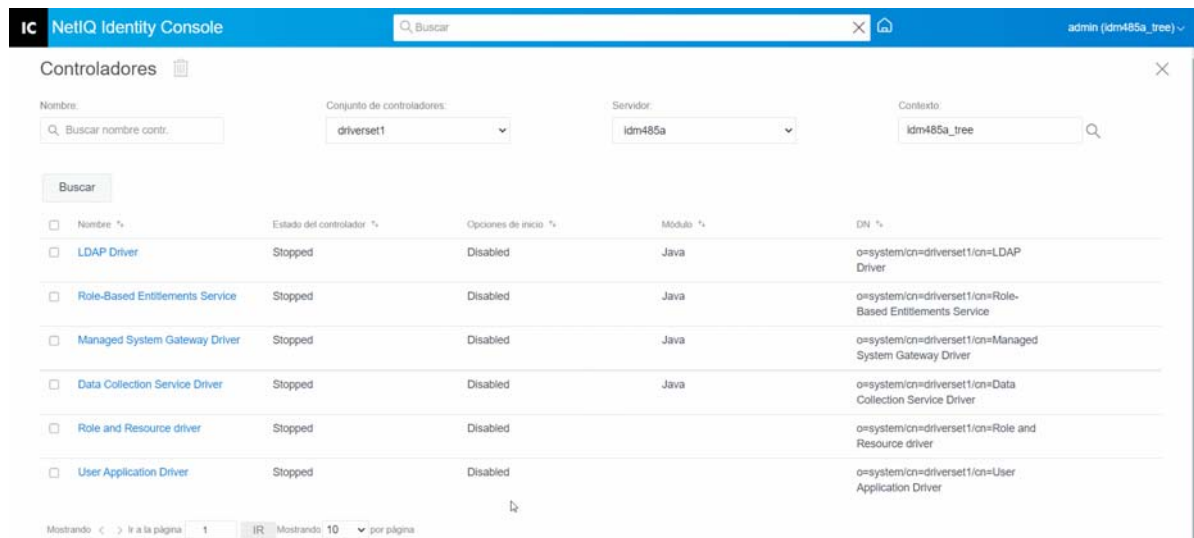 IC NetIQ Identity Console
Buscar
admin (idm485a_tree)
Controladores
Nombre: Conjunto de controladores: Servidor: Contexto:
Buscar nombre contr. driverset1 idm485a idm485a_tree
Buscar
Nombre Estado del controlador Opciones de inicio Módulo DN
LDAP Driver Stopped Disabled Java o=system/cn=driverset1/cn=LDAP
Driver
Role-Based Entitlements Service Stopped Disabled Java o=system/cn=driverset1/cn=Role-
Based Entitlements Service
Managed System Gateway Driver Stopped Disabled Java o=system/cn=driverset1/cn=Managed
System Gateway Driver
Data Collection Service Driver Stopped Disabled Java o=system/cn=driverset1/cn=Data
Collection Service Driver
Role and Resource driver Stopped Disabled o=system/cn=driverset1/cn=Role and
Resource driver
User Application Driver Stopped Disabled o=system/cn=driverset1/cn=User
Application Driver
Mostrando < > Ir a la página 1 IR Mostrando 10 por página